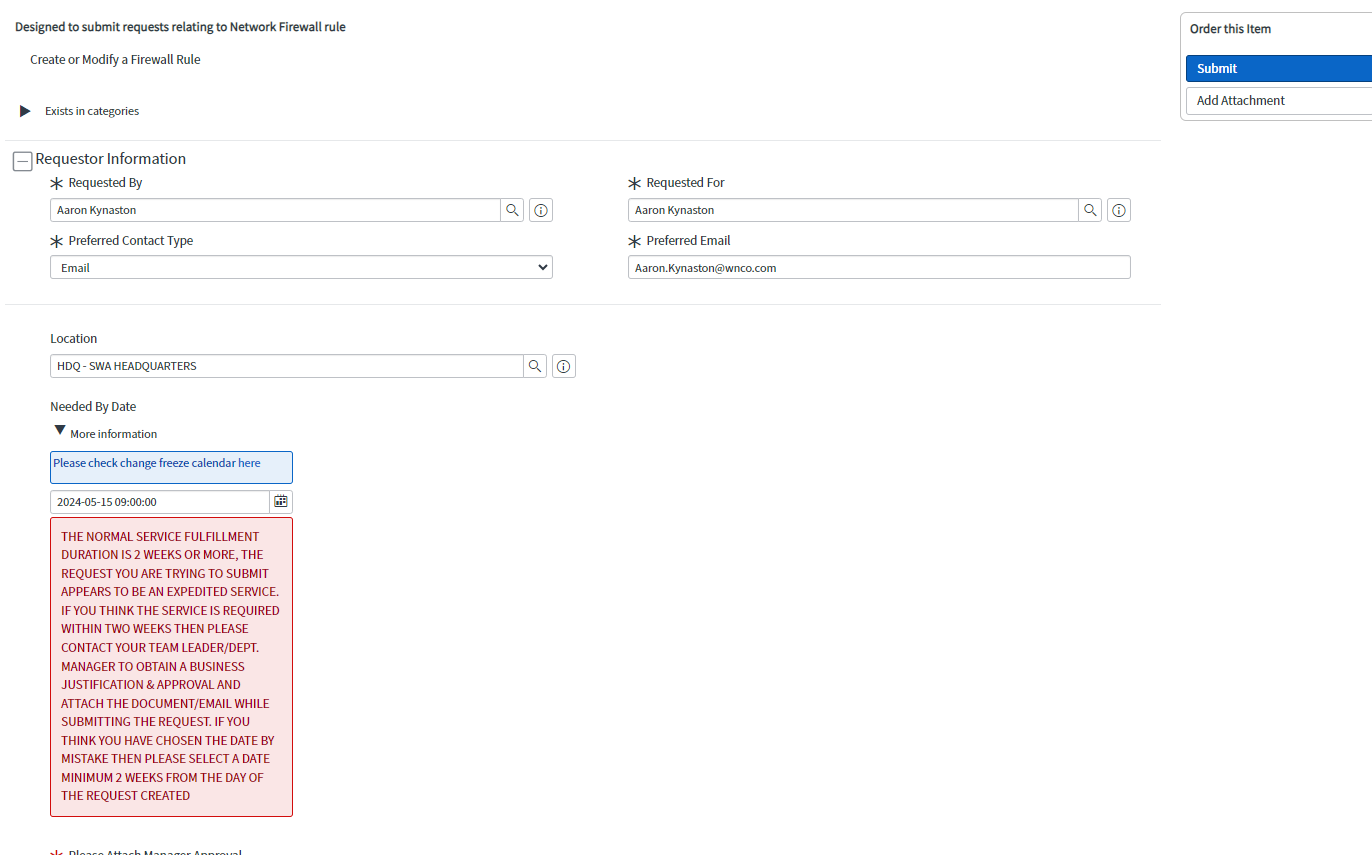 Designed to submit requests relating to Network Firewall rule
Create or Modify a Firewall Rule
Exists in categories
Order this Item
Submit
Add Attachment
Requestor Information
Requested By
Aaron Kynaston
Requested For
Aaron Kynaston
Preferred Contact Type
Email
Preferred Email
Aaron.Kynaston@wnco.com
Location
HDQ - SWA HEADQUARTERS
Needed By Date
More information
Please check change freeze calendar here
2024-05-15 09:00:00
THE NORMAL SERVICE FULFILLMENT
DURATION IS 2 WEEKS OR MORE, THE
REQUEST YOU ARE TRYING TO SUBMIT
APPEARS TO BE AN EXPEDITED SERVICE.
IF YOU THINK THE SERVICE IS REQUIRED
WITHIN TWO WEEKS THEN PLEASE
CONTACT YOUR TEAM LEADER/DEPT.
MANAGER TO OBTAIN A BUSINESS
JUSTIFICATION & APPROVAL AND
ATTACH THE DOCUMENT/EMAIL WHILE
SUBMITTING THE REQUEST. IF YOU
THINK YOU HAVE CHOSEN THE DATE BY
MISTAKE THEN PLEASE SELECT A DATE
MINIMUM 2 WEEKS FROM THE DAY OF
THE REQUEST CREATED
Please Attach Manager Approval